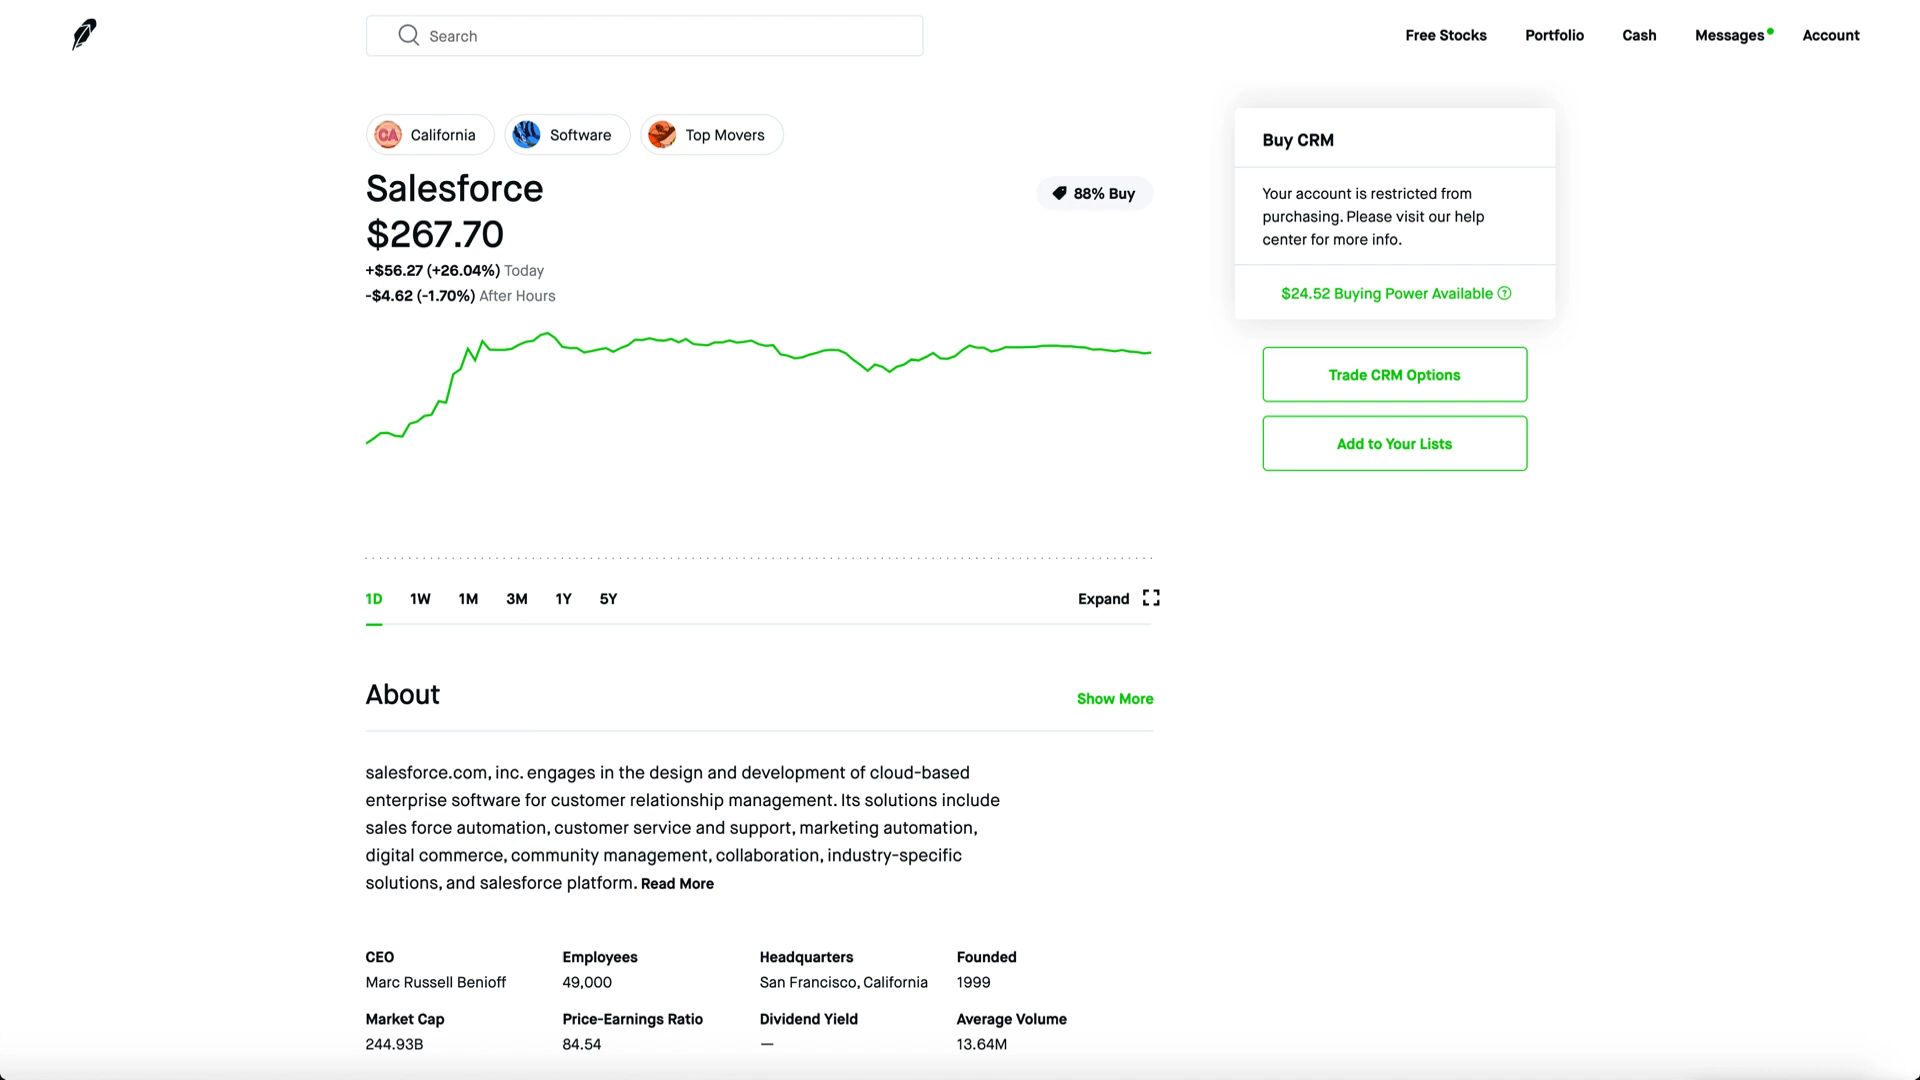 Search
Free Stocks
Portfolio
Cash
Messages
Account
CA California
Software
Top Movers
Salesforce
88% Buy
$267.70
+$56.27 (+26.04%) Today
-$4.62 (-1.70%) After Hours
Buy CRM
Your account is restricted from
purchasing. Please visit our help
center for more info.
$24.52 Buying Power Available ?
Trade CRM Options
Add to Your Lists
1D 1W 1M 3M 1Y 5Y
Expand
About
Show More
salesforce.com, inc. engages in the design and development of cloud-based
enterprise software for customer relationship management. Its solutions include
sales force automation, customer service and support, marketing automation,
digital commerce, community management, collaboration, industry-specific
solutions, and salesforce platform. Read More
CEO
Marc Russell Benioff
Employees
49,000
Headquarters
San Francisco, California
Founded
1999
Market Cap
244.93B
Price-Earnings Ratio
84.54
Dividend Yield
—
Average Volume
13.64M